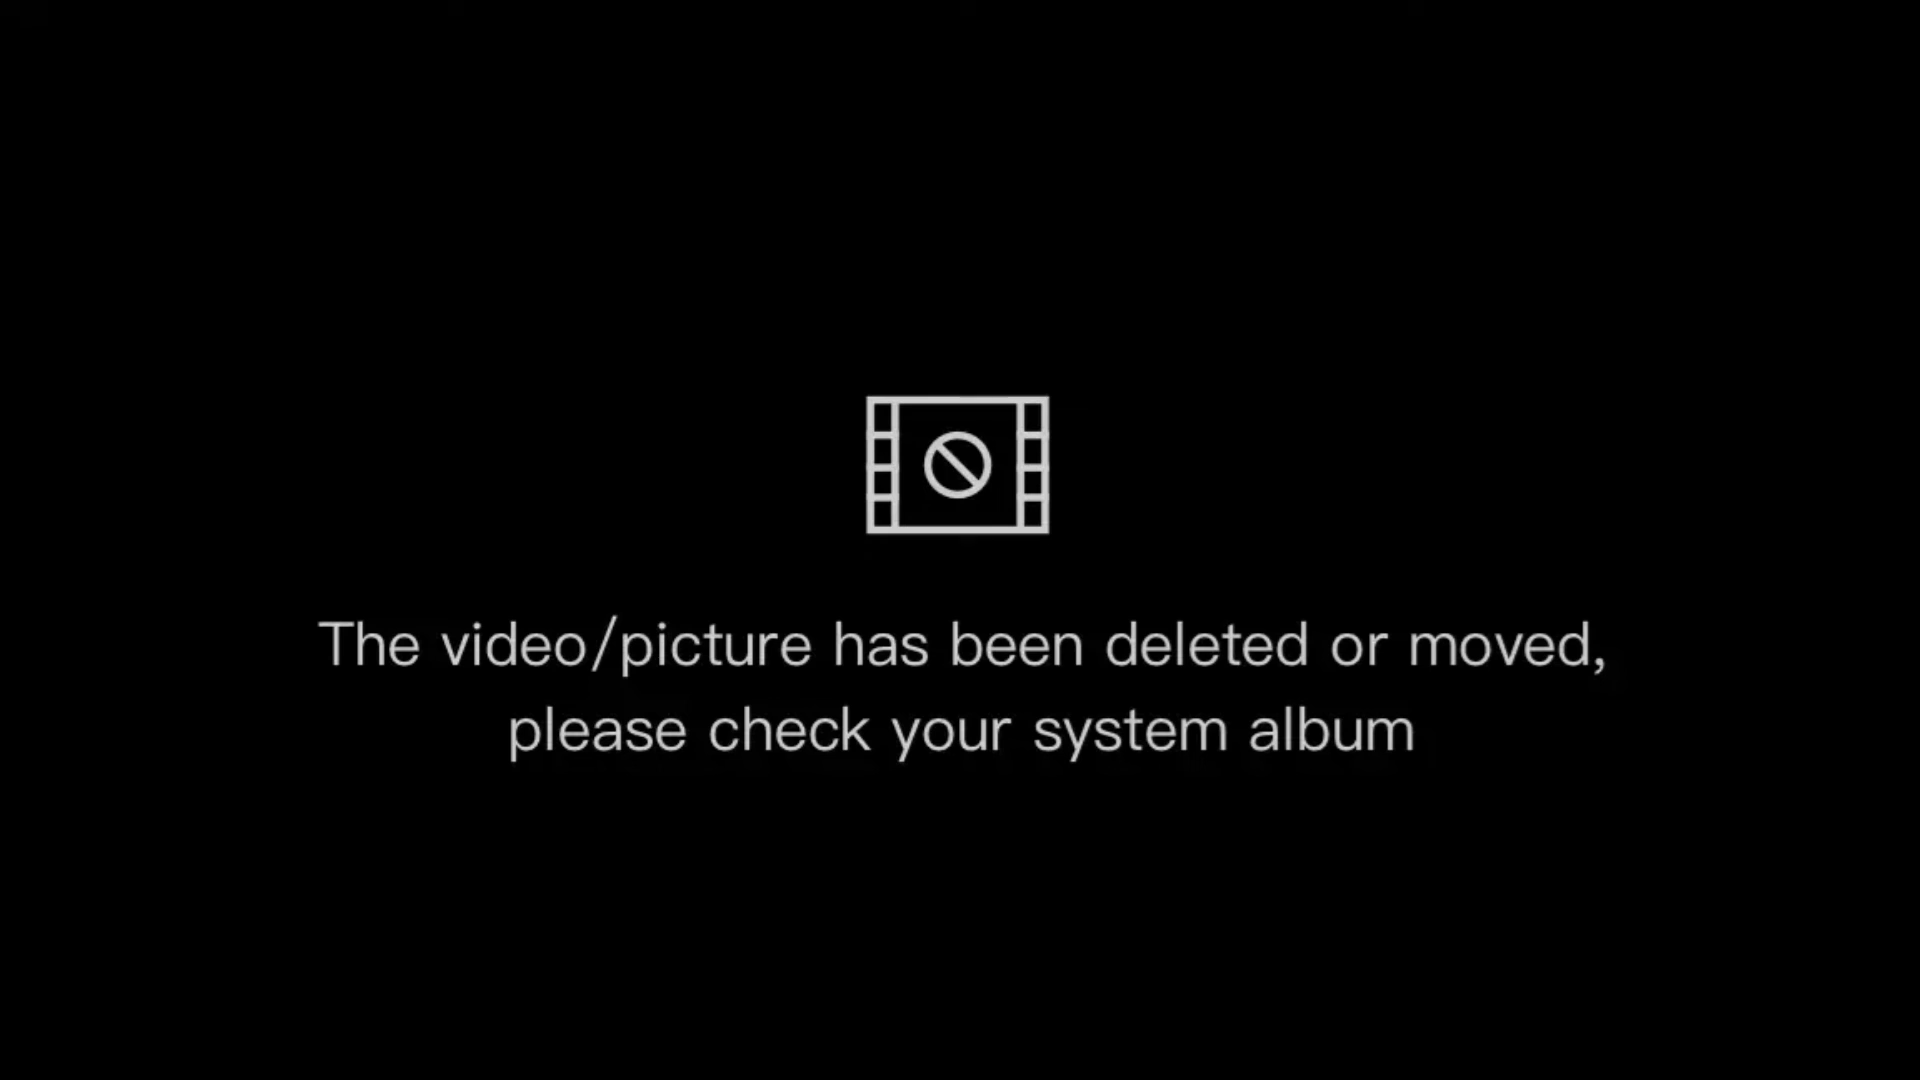 The video/picture has been deleted or moved,
please check your system album